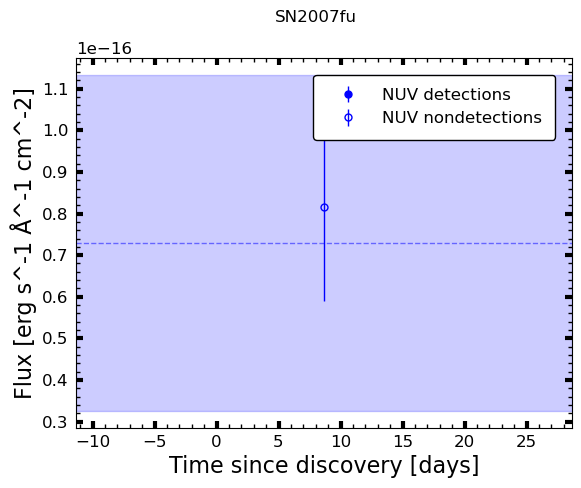 SN2007fu
1e−16
NUV detections
NUV nondetections
1.1
1.0
0.9
0.8
0.7
0.6
0.5
0.4
0.3
Flux [erg s^-1 Å^-1 cm^-2]
−10 −5 0 5 10 15 20 25
Time since discovery [days]